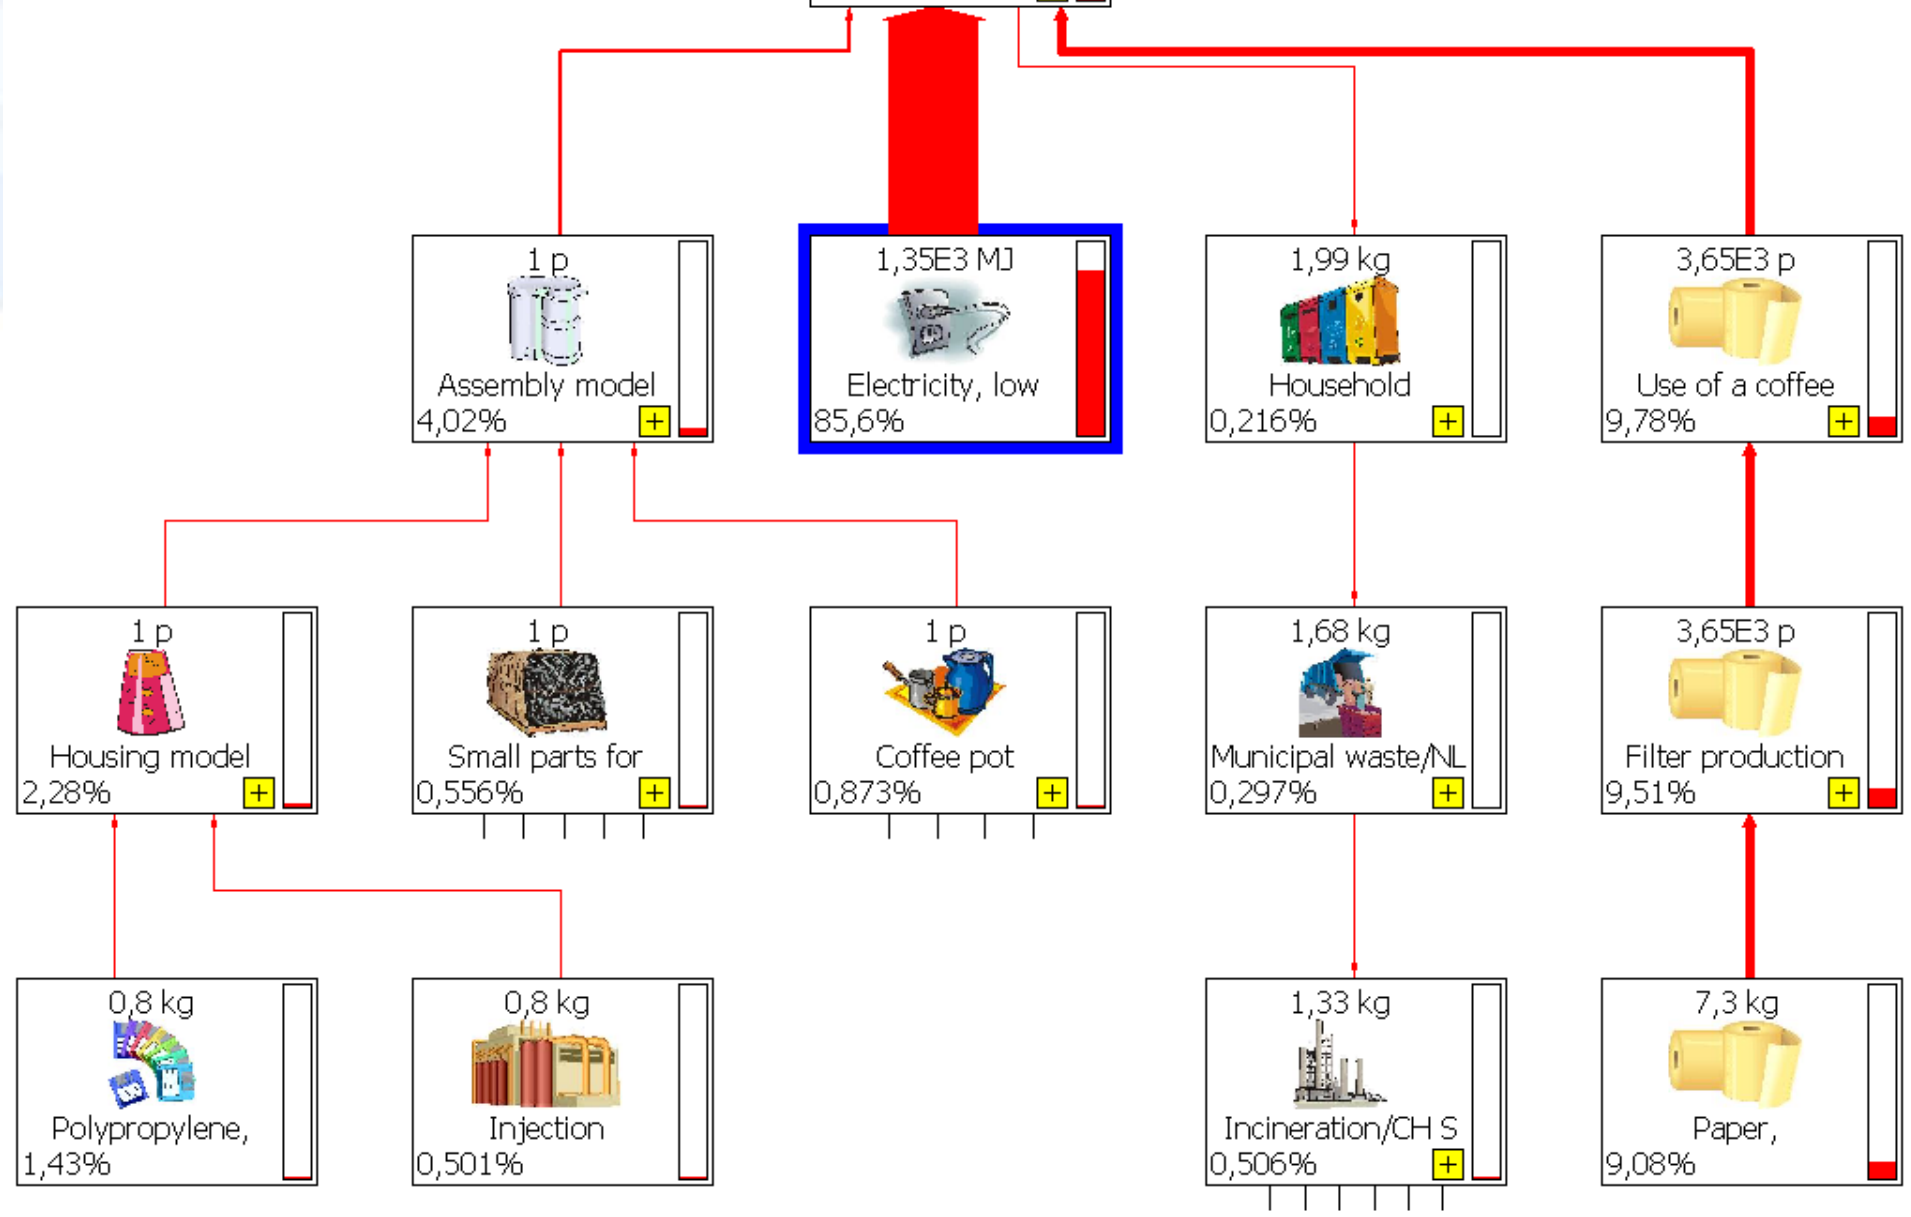 1 p
Assembly model
4,02%
+
1,35E3 MJ
Electricity, low
85,6%
1,99 kg
Household
0,216%
+
3,65E3 p
Use of a coffee
9,78%
+
1 p
Housing model
2,28%
+
1 p
Small parts for
0,556%
+
1 p
Coffee pot
0,873%
+
1,68 kg
Municipal waste/NL
0,297%
+
3,65E3 p
Filter production
9,51%
+
0,8 kg
Polypropylene,
1,43%
0,8 kg
Injection
0,501%
1,33 kg
Incineration/CH S
0,506%
+
7,3 kg
Paper,
9,08%